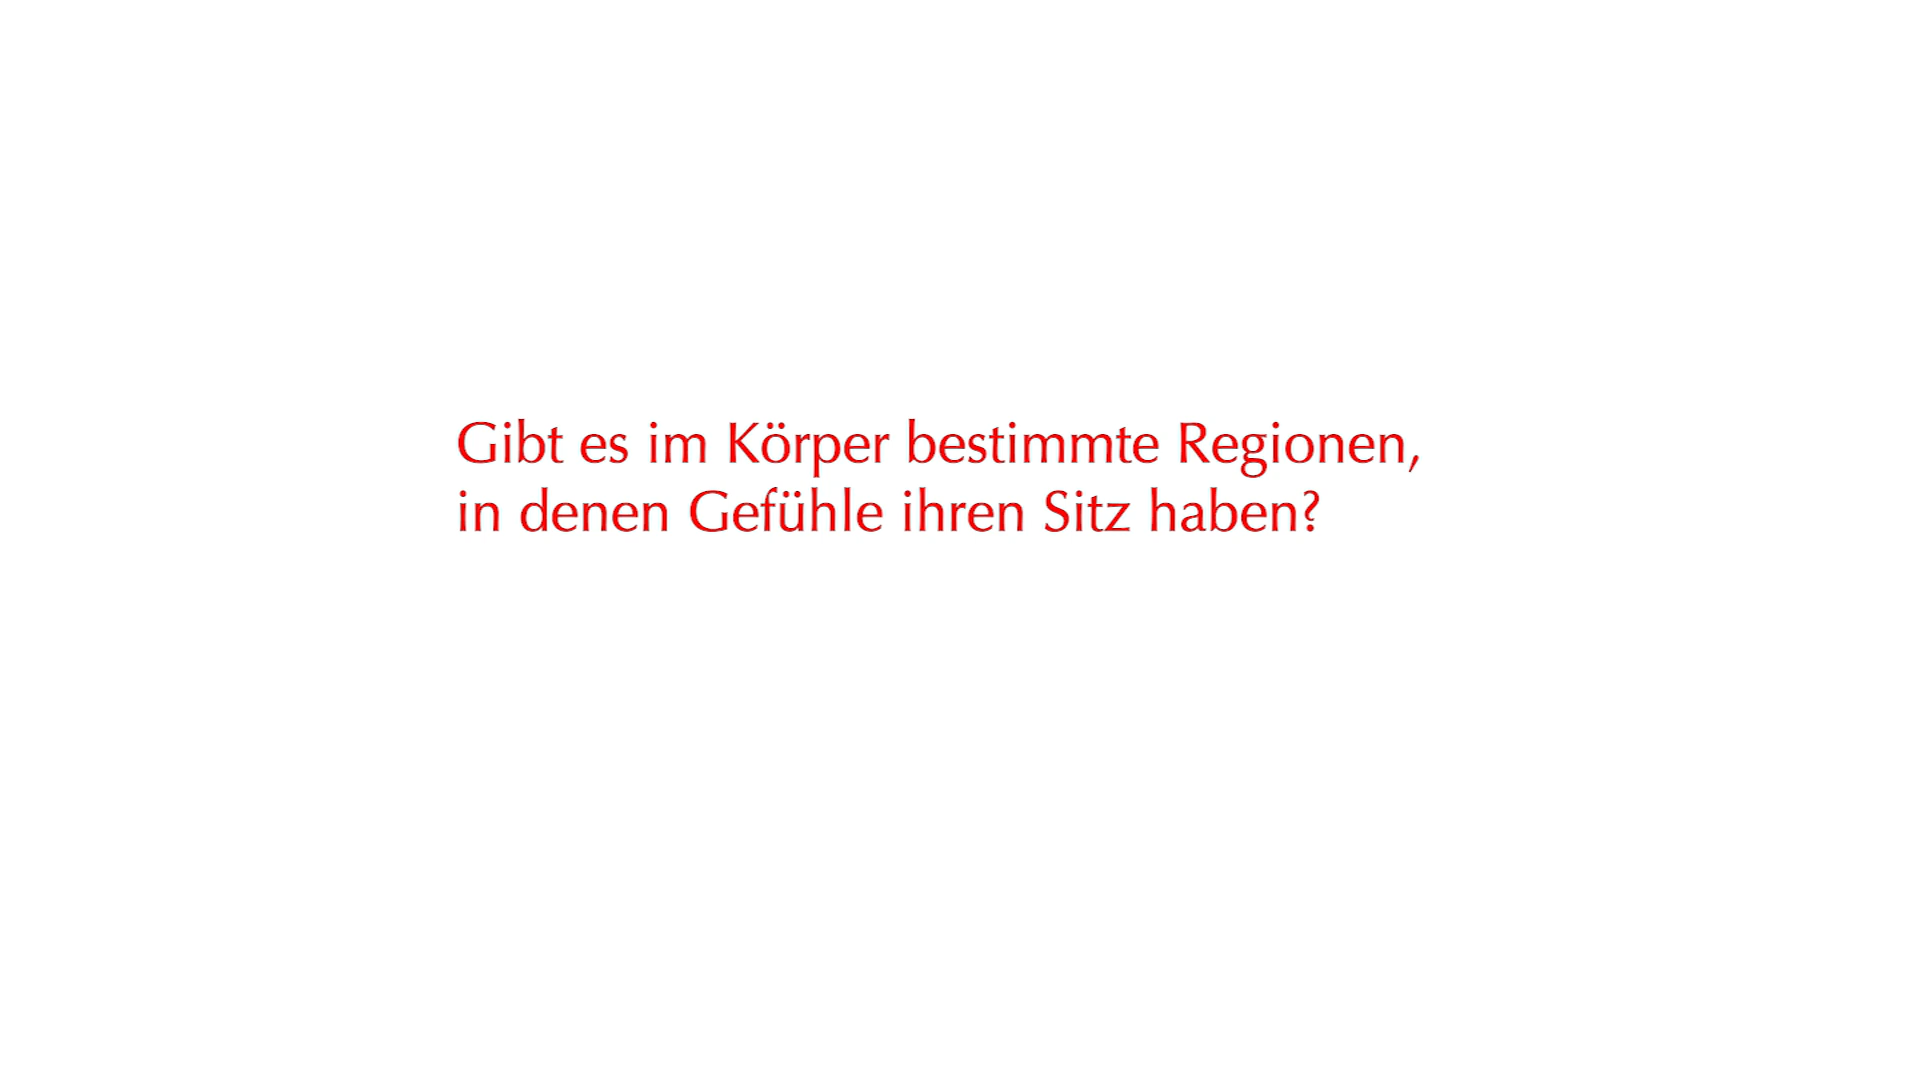 Gibt es im Körper bestimmte Regionen,
in denen Gefühle ihren Sitz haben?